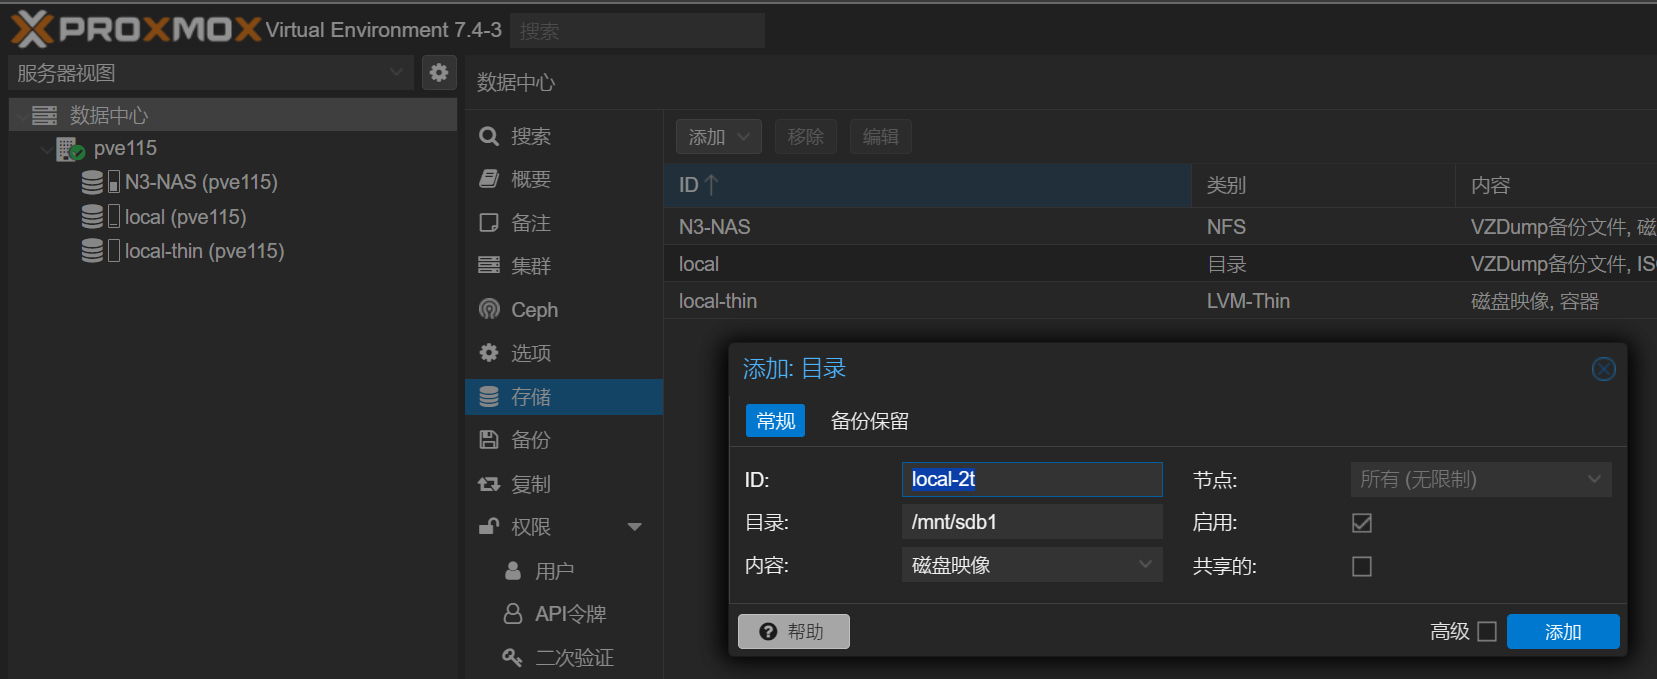 PROXMOX Virtual Environment 7.4-3 搜索
服务器视图
数据中心
pve115
N3-NAS (pve115)
local (pve115)
local-thin (pve115)
数据中心
搜索
概要
备注
集群
Ceph
选项
存储
备份
复制
权限
用户
API令牌
二次验证
添加 移除 编辑
ID 类别 内容
N3-NAS NFS VZDump备份文件, 磁
local 目录 VZDump备份文件, IS
local-thin LVM-Thin 磁盘映像, 容器
添加: 目录
常规 备份保留
ID: local-2t 节点: 所有 (无限制)
目录: /mnt/sdb1 启用:
内容: 磁盘映像 共享的:
帮助 高级 添加